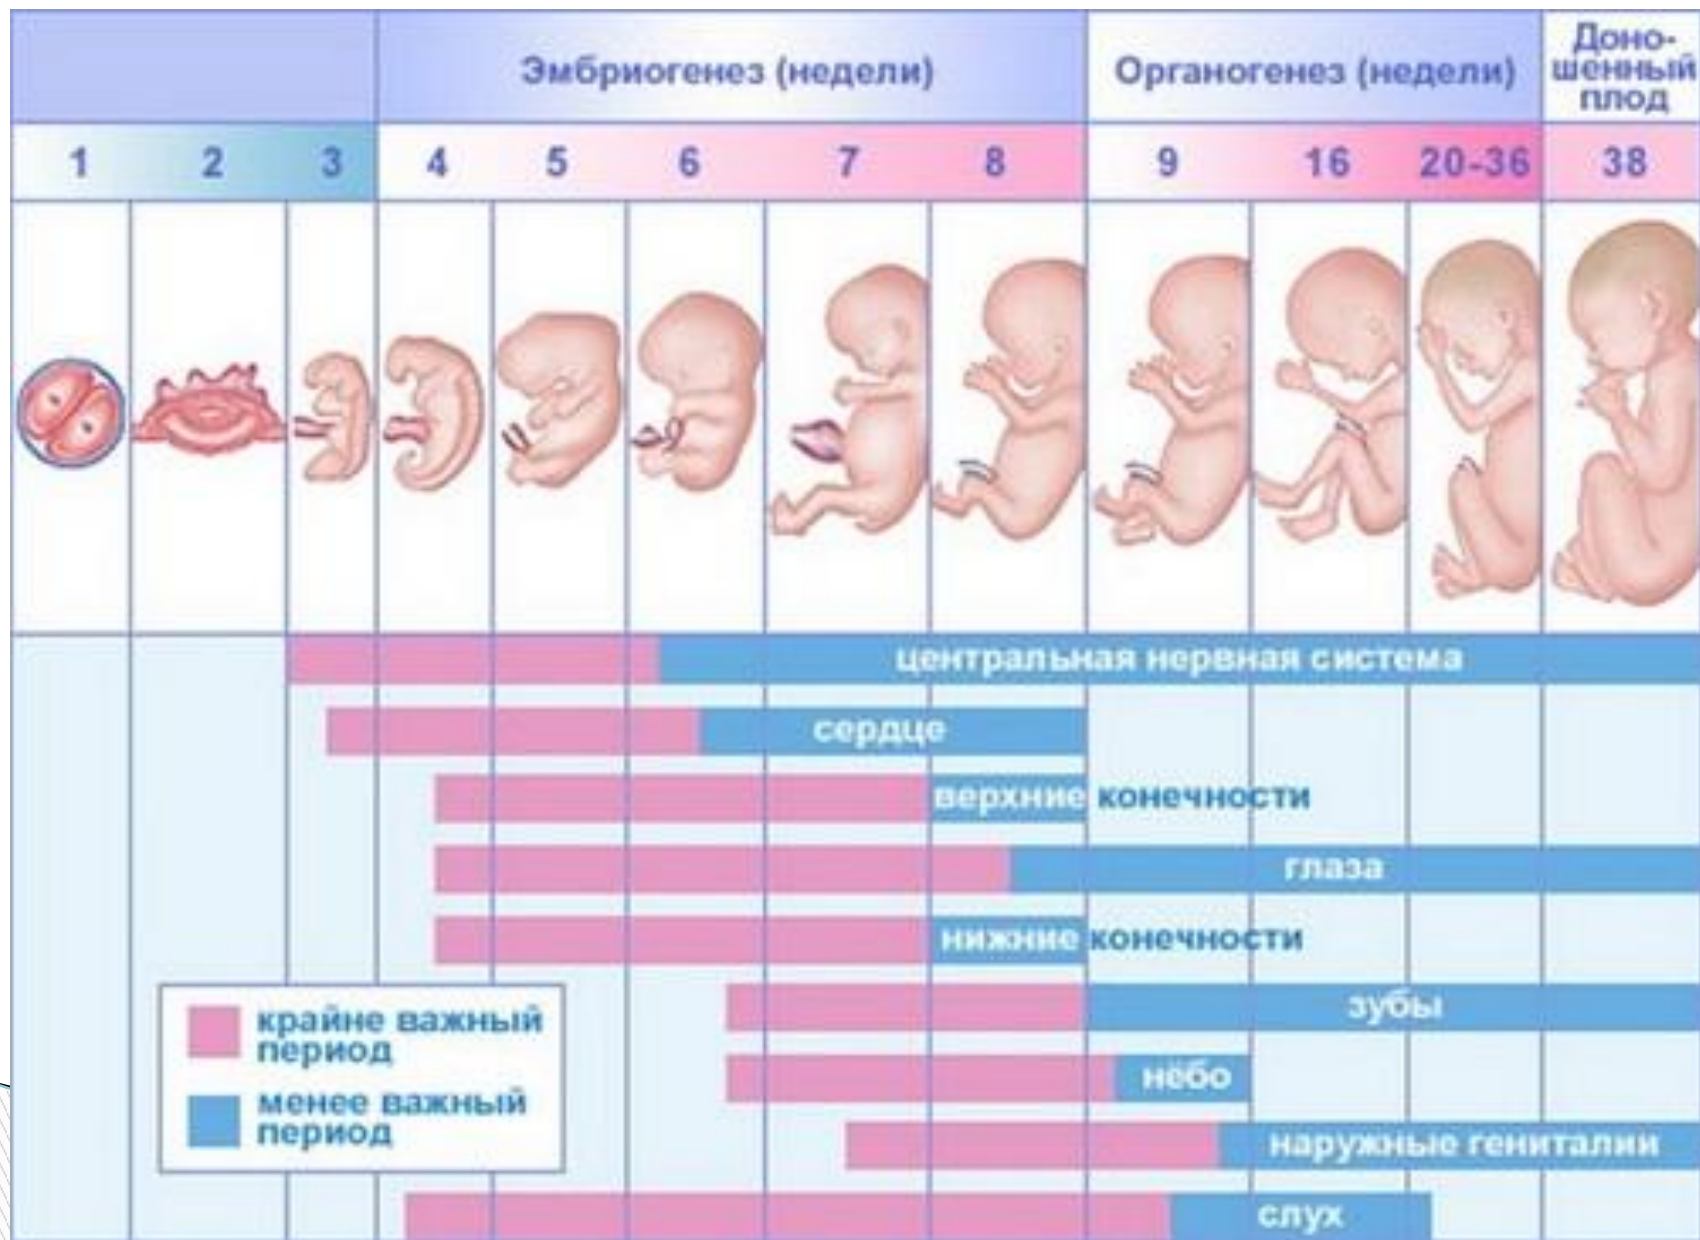 Эмбриогенез (недели) Органогенез (недели) Доно-
шенный
плод
1 2 3 4 5 6 7 8 9 16 20-36 38
центральная нервная система
сердце
верхние конечности
глаза
нижние конечности
зубы
нёбо
наружные гениталии
слух
крайне важный
период
менее важный
период